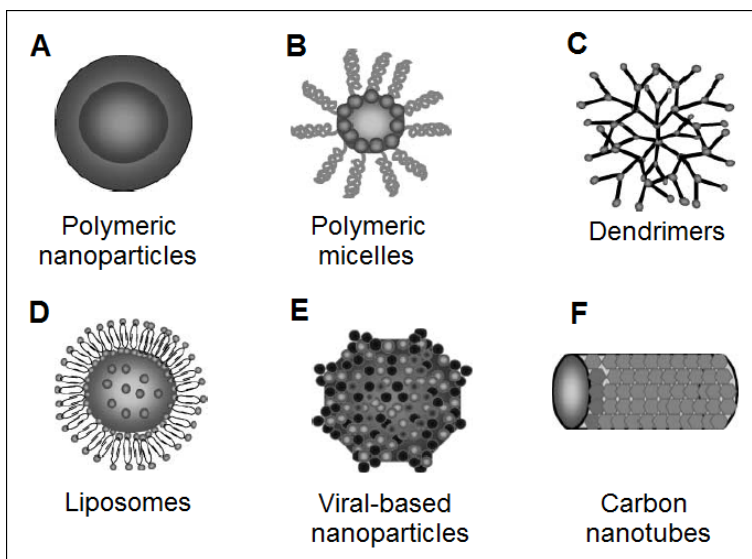 A
Polymeric
nanoparticles
B
Polymeric
micelles
C
Dendrimers
D
Liposomes
E
Viral-based
nanoparticles
F
Carbon
nanotubes